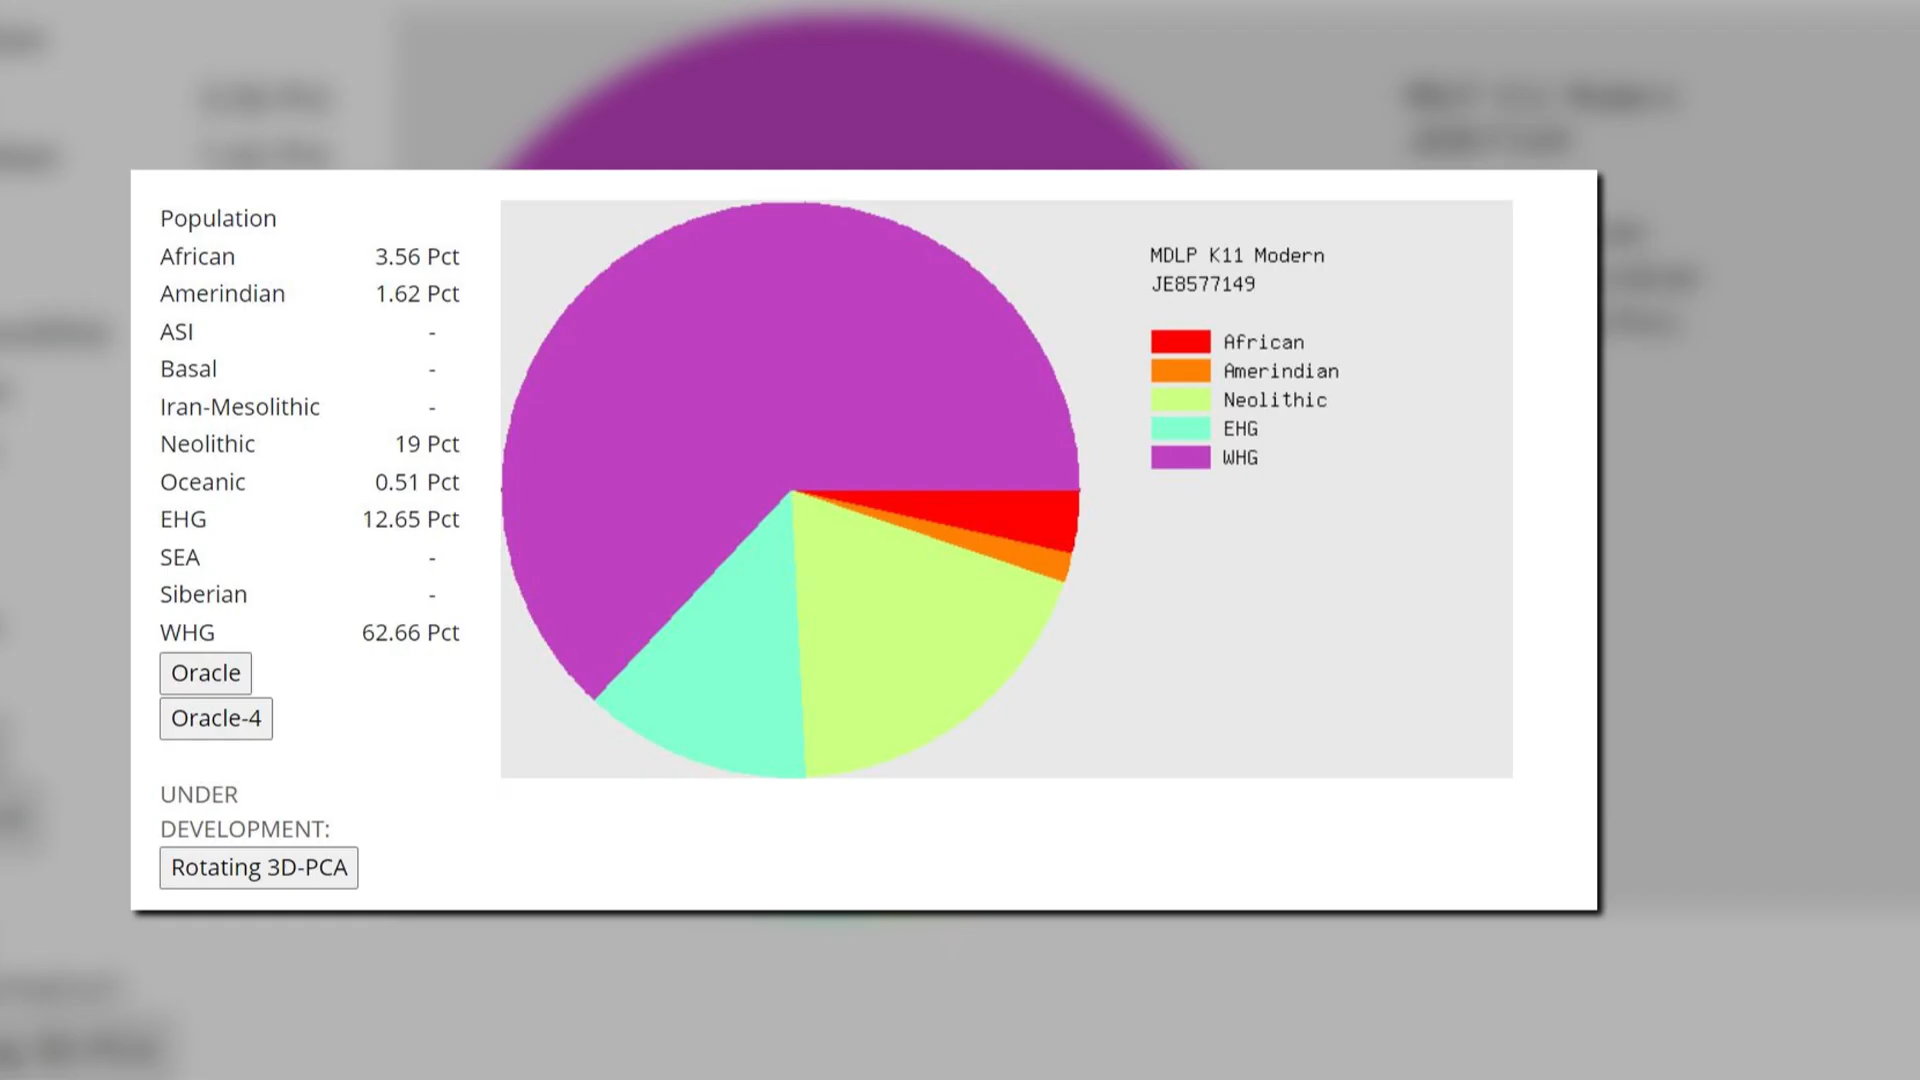 Population
African 3.56 Pct
Amerindian 1.62 Pct
ASI -
Basal -
Iran-Mesolithic -
Neolithic 19 Pct
Oceanic 0.51 Pct
EHG 12.65 Pct
SEA -
Siberian -
WHG 62.66 Pct
Oracle
Oracle-4
UNDER
DEVELOPMENT:
Rotating 3D-PCA
MDLP K11 Modern
JE8577149
African
Amerindian
Neolithic
EHG
WHG